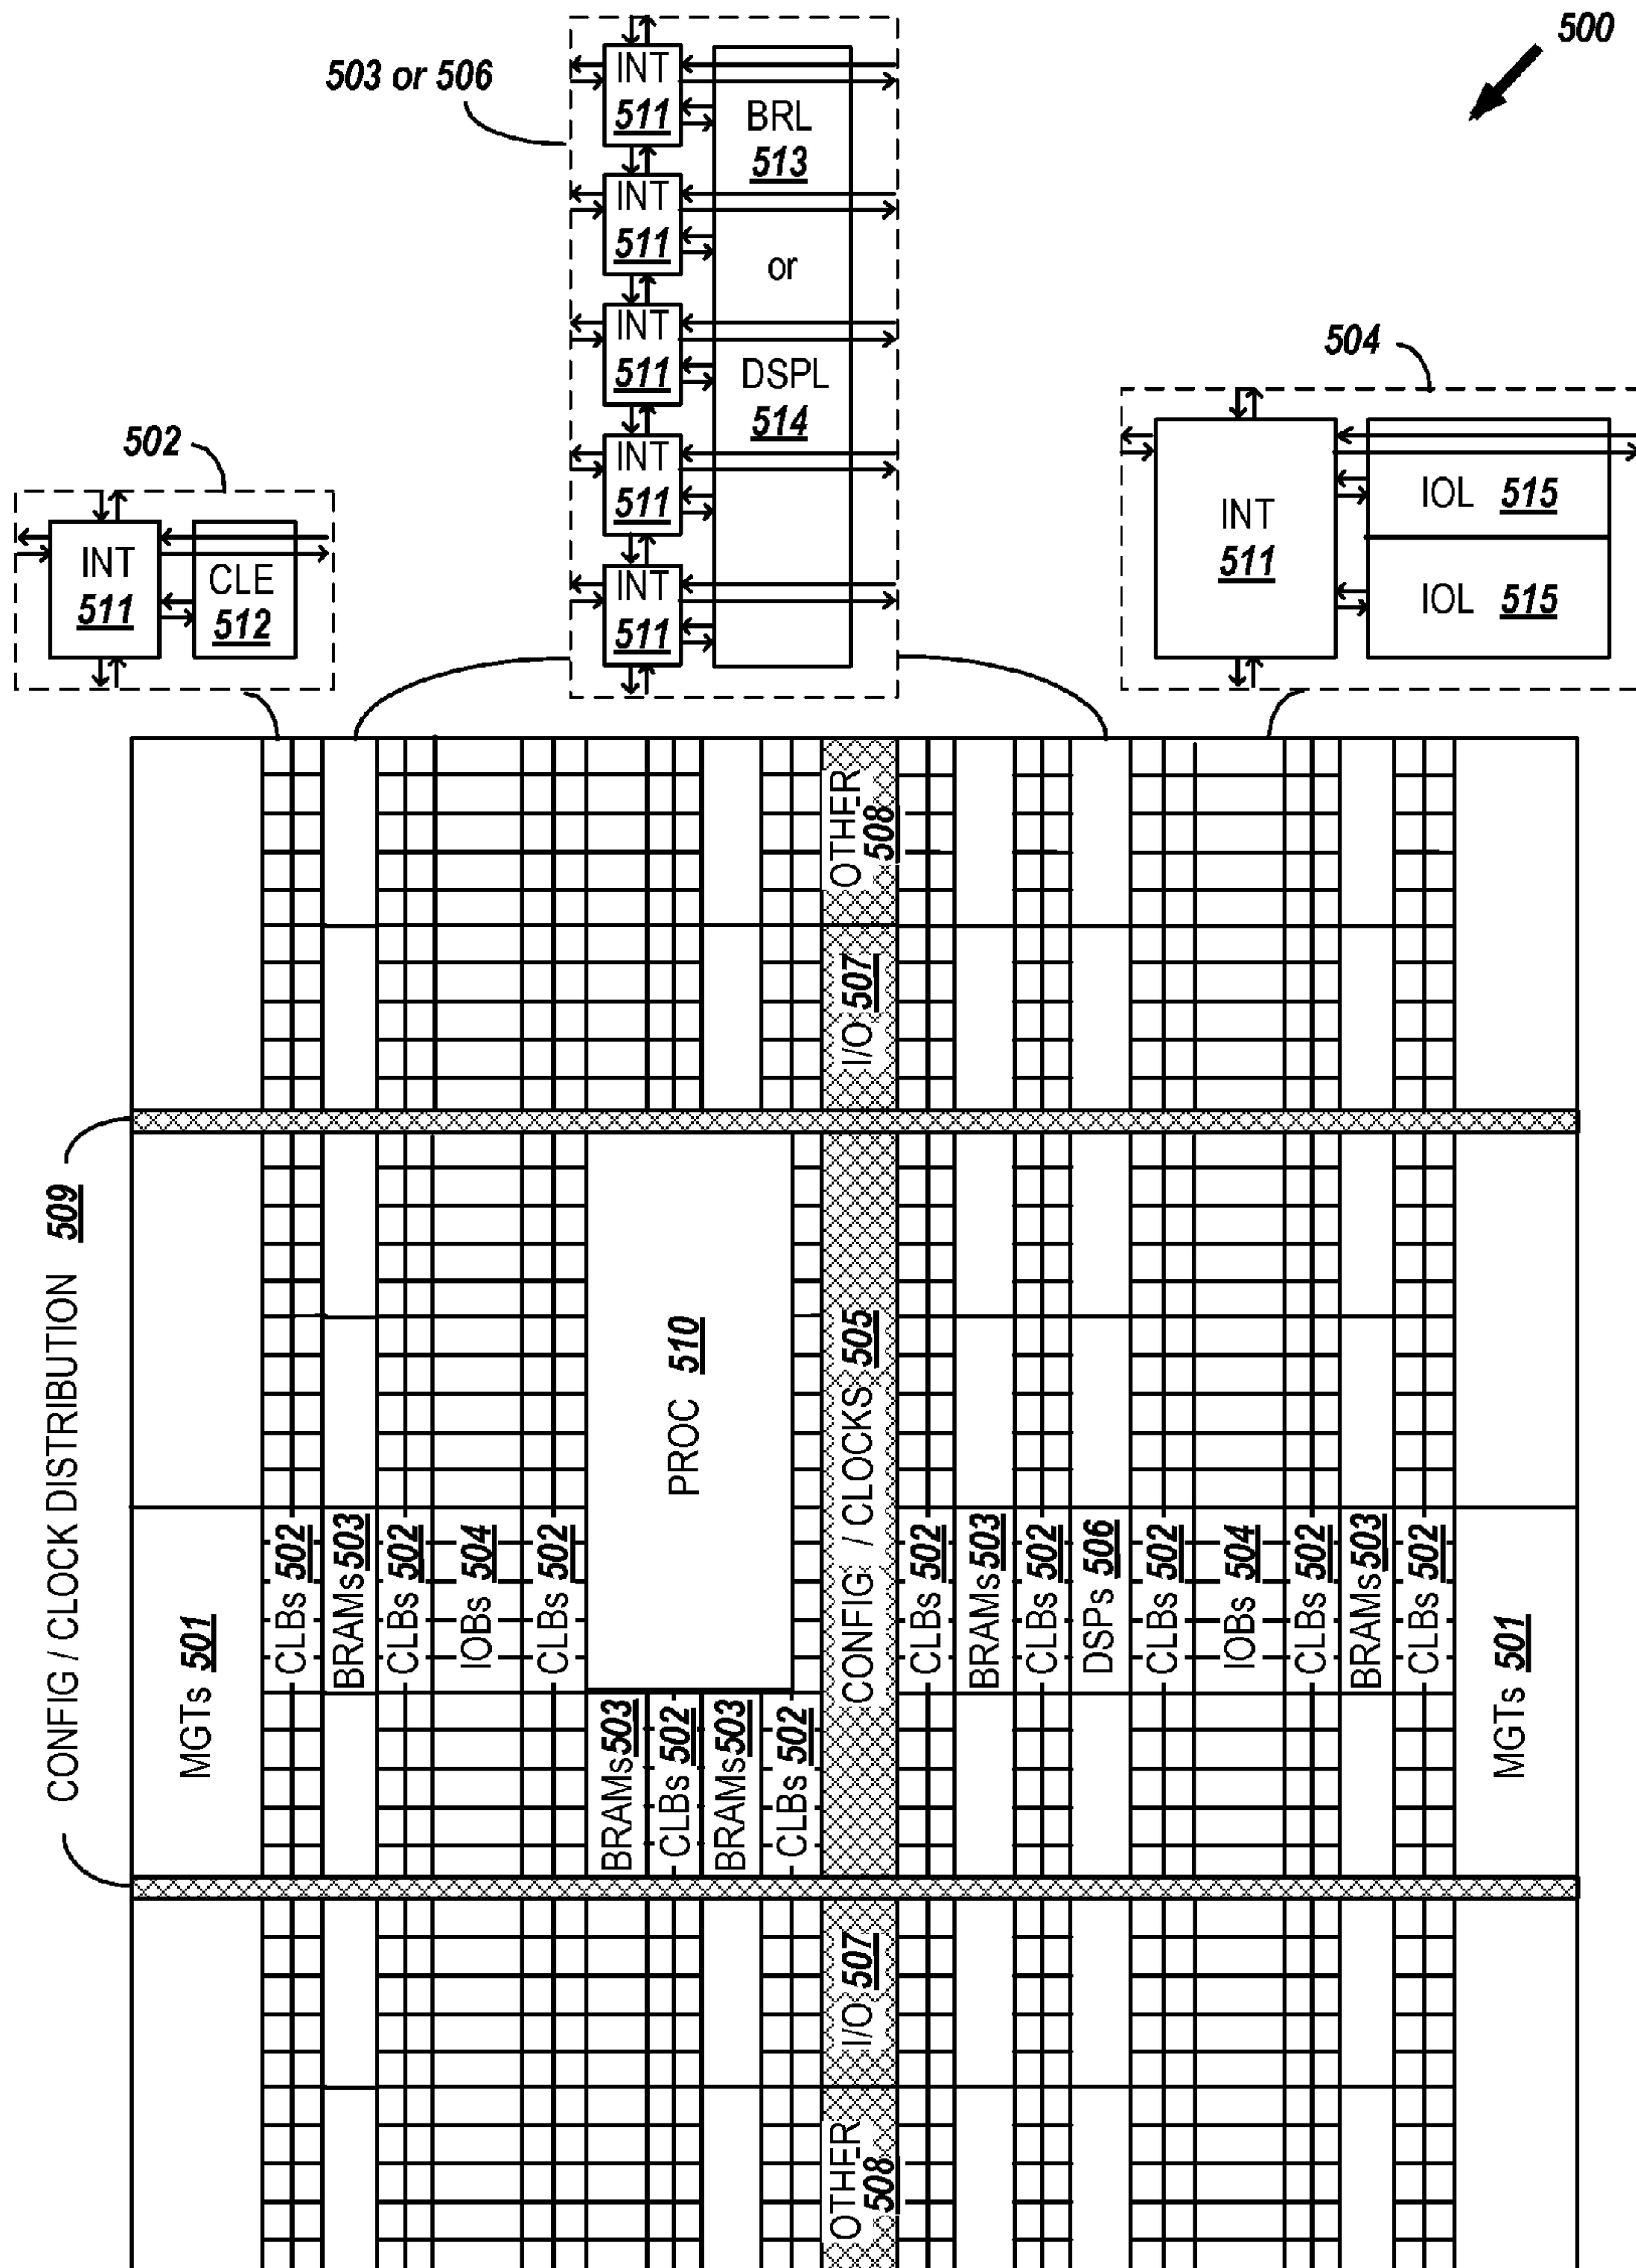 500
503 or 506
INT
511
INT
511
INT
511
INT
511
INT
511
BRL
513
or
DSPL
514
504
INT
511
IOL 515
IOL 515
502
INT
511
CLE
512
OTHER
508
I/O 507
CONFIG / CLOCK DISTRIBUTION 509
PROC 510
CONFIG / CLOCKS 505
MGTs 501
CLBs 502
BRAMs 503
CLBs 502
IOBs 504
CLBs 502
BRAMs 503
CLBs 502
BRAMs 503
CLBs 502
CLBs 502
BRAMs 503
CLBs 502
DSPs 506
CLBs 502
IOBs 504
CLBs 502
BRAMs 503
CLBs 502
MGTs 501
I/O 507
OTHER
508